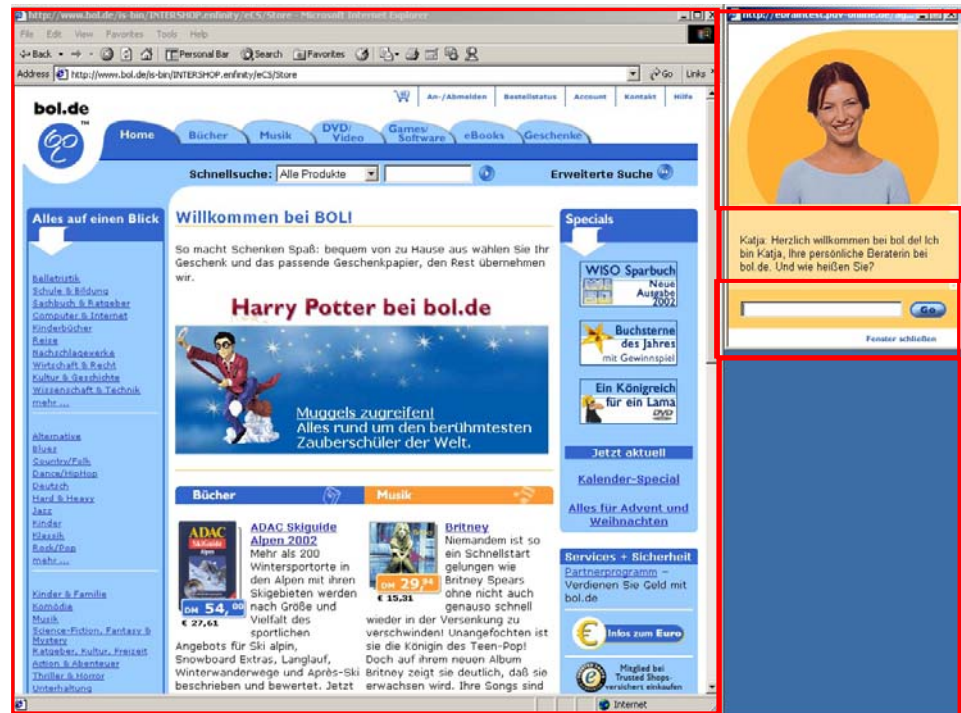 http://www.bol.de/is-bin/INTERSHOP.enfinity/eCS/Store - Microsoft Internet Explorer
File Edit View Favorites Tools Help
Back Personal Bar Search Favorites
Address http://www.bol.de/is-bin/INTERSHOP.enfinity/eCS/Store Go Links
An-/Abmelden Bestellstatus Account Kontakt Hilfe
bol.de
TM
Home Bücher Musik DVD/Video Games/Software eBooks Geschenke
Schnellsuche: Alle Produkte Erweiterte Suche
Alles auf einen Blick
Belletristik
Schule & Bildung
Sachbuch & Ratgeber
Computer & Internet
Kinderbücher
Reise
Nachschlagewerke
Wirtschaft & Recht
Kultur & Geschichte
Wissenschaft & Technik
mehr ...
Alternative
Blues
Country/Folk
Dance/HipHop
Deutsch
Hard & Heavy
Jazz
Kinder
Klassik
Rock/Pop
mehr ...
Kinder & Familie
Komödie
Musik
Science-Fiction, Fantasy &
Mystery
Ratgeber, Kultur, Freizeit
Action & Abenteuer
Thriller & Horror
Unterhaltung
Willkommen bei BOL!
So macht Schenken Spaß: bequem von zu Hause aus wählen Sie Ihr
Geschenk und das passende Geschenkpapier, den Rest übernehmen
wir.
Harry Potter bei bol.de
Muggels zugreifen!
Alles rund um den berühmtesten
Zauberschüler der Welt.
Bücher
ADAC
SkiGuide
Alpen
DM 54,00
€ 27,61
ADAC Skiguide
Alpen 2002
Mehr als 200
Wintersportorte in
den Alpen mit ihren
Skigebieten werden
nach Größe und
Vielfalt des
sportlichen
Angebots für Ski alpin,
Snowboard Extras, Langlauf,
Winterwanderwege und Après-Ski
beschrieben und bewertet. Jetzt
Musik
DM 29,94
€ 15,31
Britney
Niemandem ist so
ein Schnellstart
gelungen wie
Britney Spears
ohne nicht auch
genauso schnell
wieder in der Versenkung zu
verschwinden! Unangefochten ist
sie die Königin des Teen-Pop!
Doch auf ihrem neuen Album
Britney zeigt sie deutlich, daß sie
erwachsen wird. Ihre Songs sind
Specials
WISO Sparbuch
Neue
Ausgabe
2002
Buchsterne
des Jahres
mit Gewinnspiel
Ein Königreich
für ein Lama
DVD
Jetzt aktuell
Kalender-Special
Alles für Advent und
Weihnachten
Services + Sicherheit
Partnerprogramm –
Verdienen Sie Geld mit
bol.de
€ Infos zum Euro
Mitglied bei
Trusted Shops-
versichert einkaufen
Internet
Katja: Herzlich willkommen bei bol.de! Ich
bin Katja, Ihre persönliche Beraterin bei
bol.de. Und wie heißen Sie?
Go
Fenster schließen